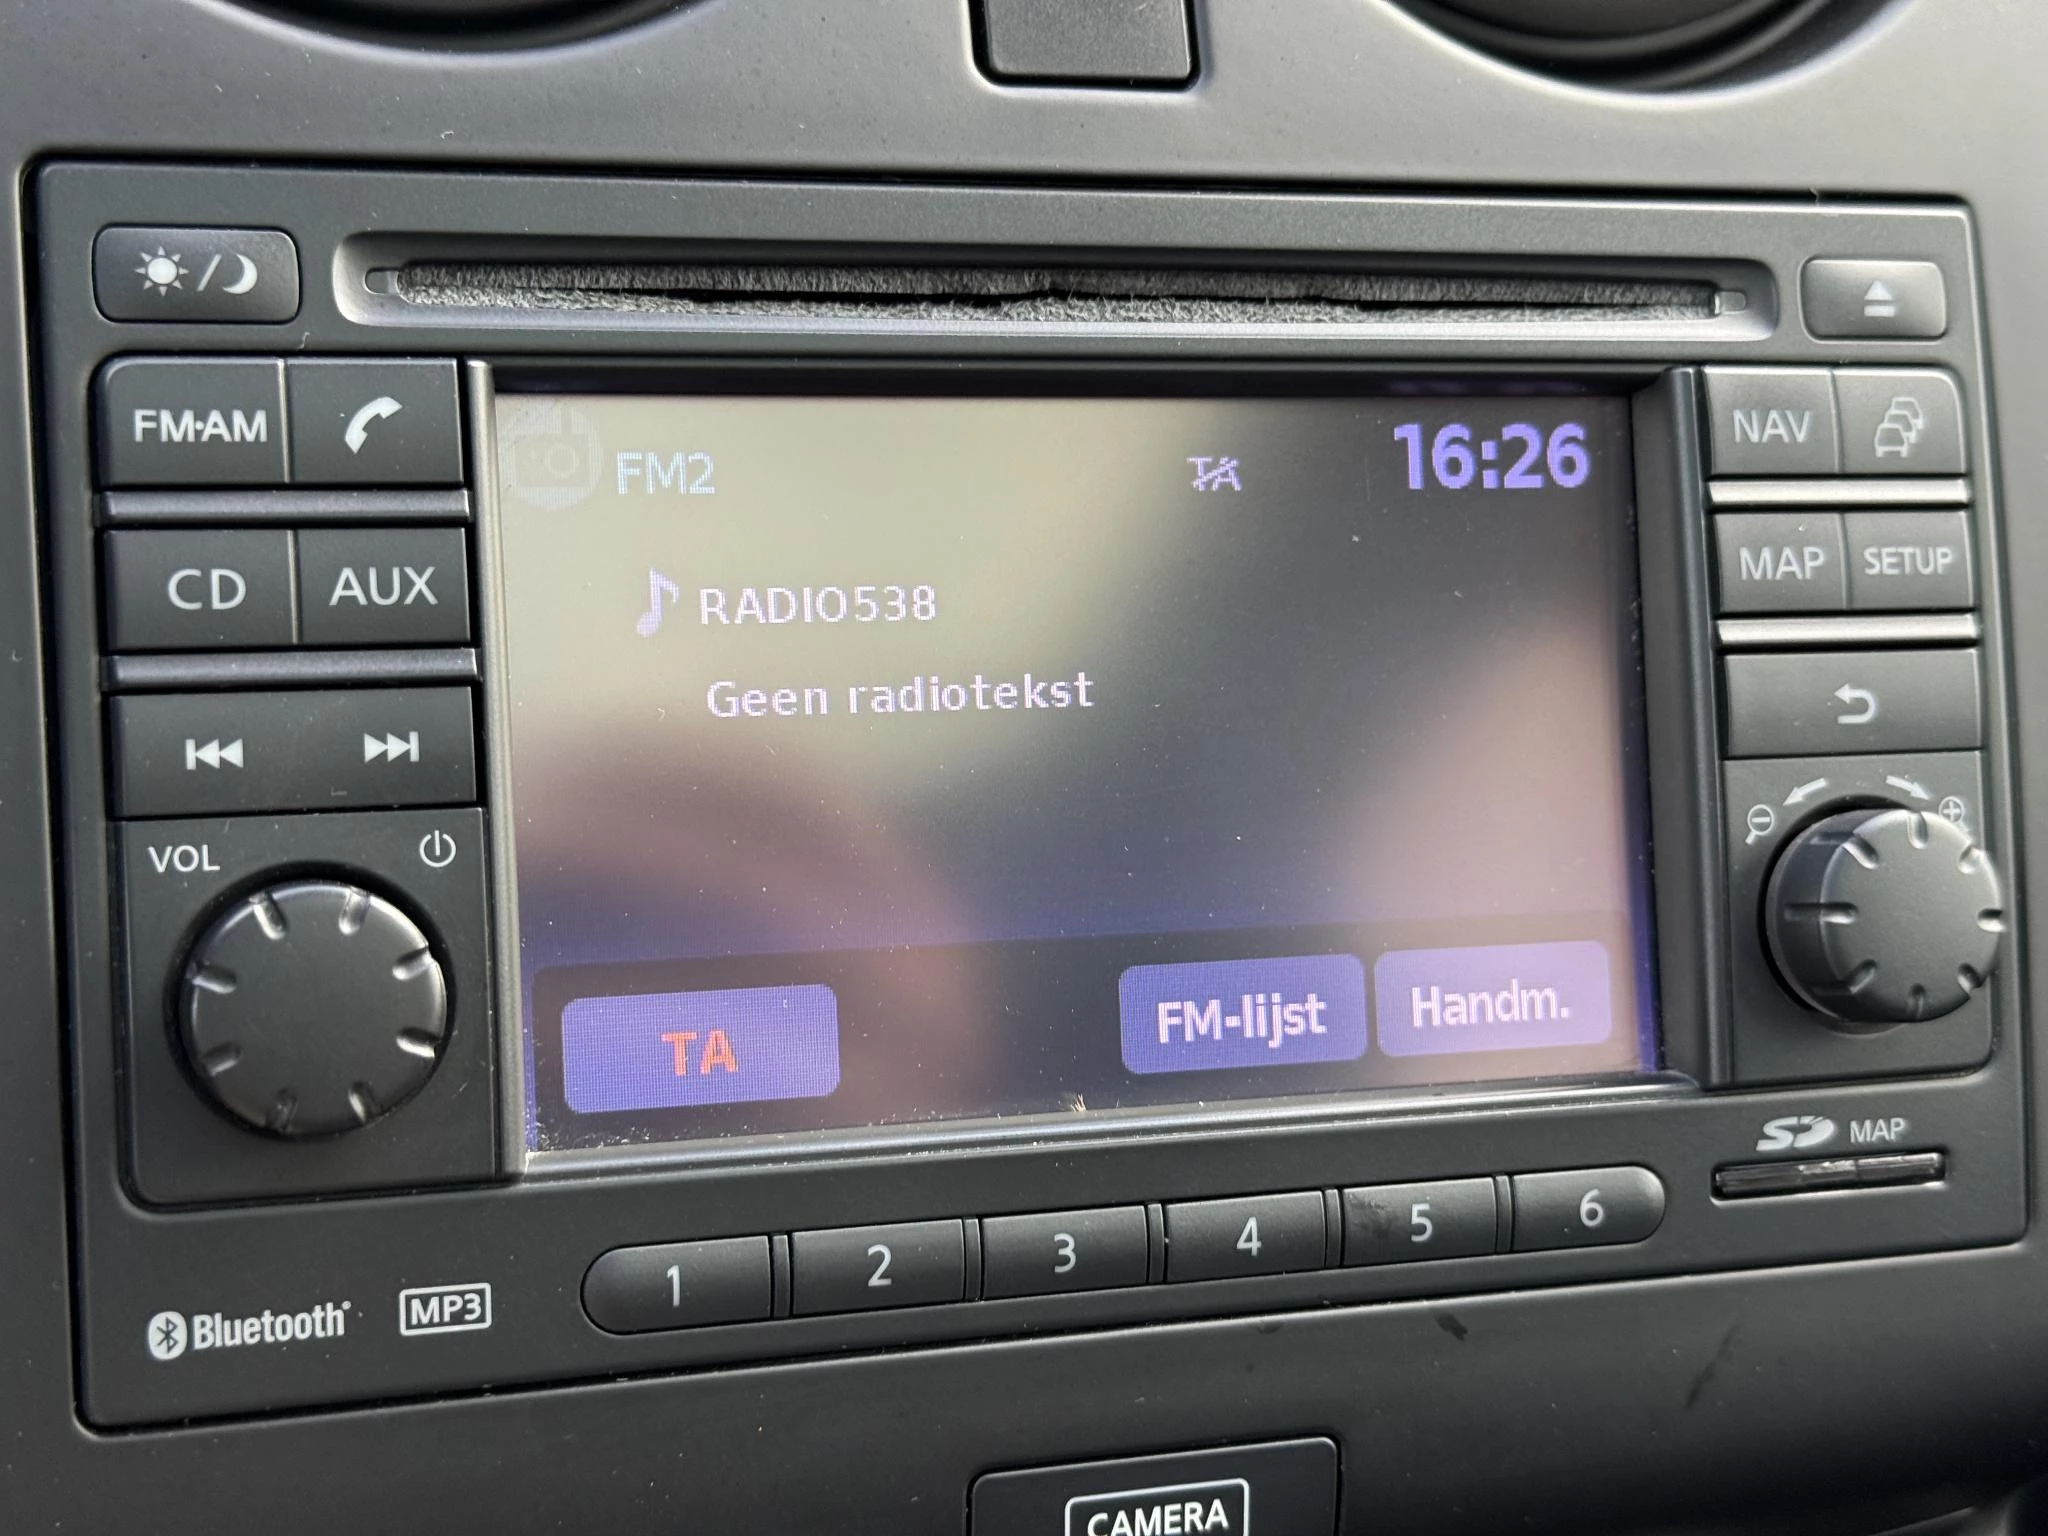 FM·AM
CD
AUX
VOL
FM2
TA
16:26
RADIO538
Geen radiotekst
TA
FM-lijst
Handm.
NAV
MAP
SETUP
SD MAP
Bluetooth
MP3
1
2
3
4
5
6
CAMERA